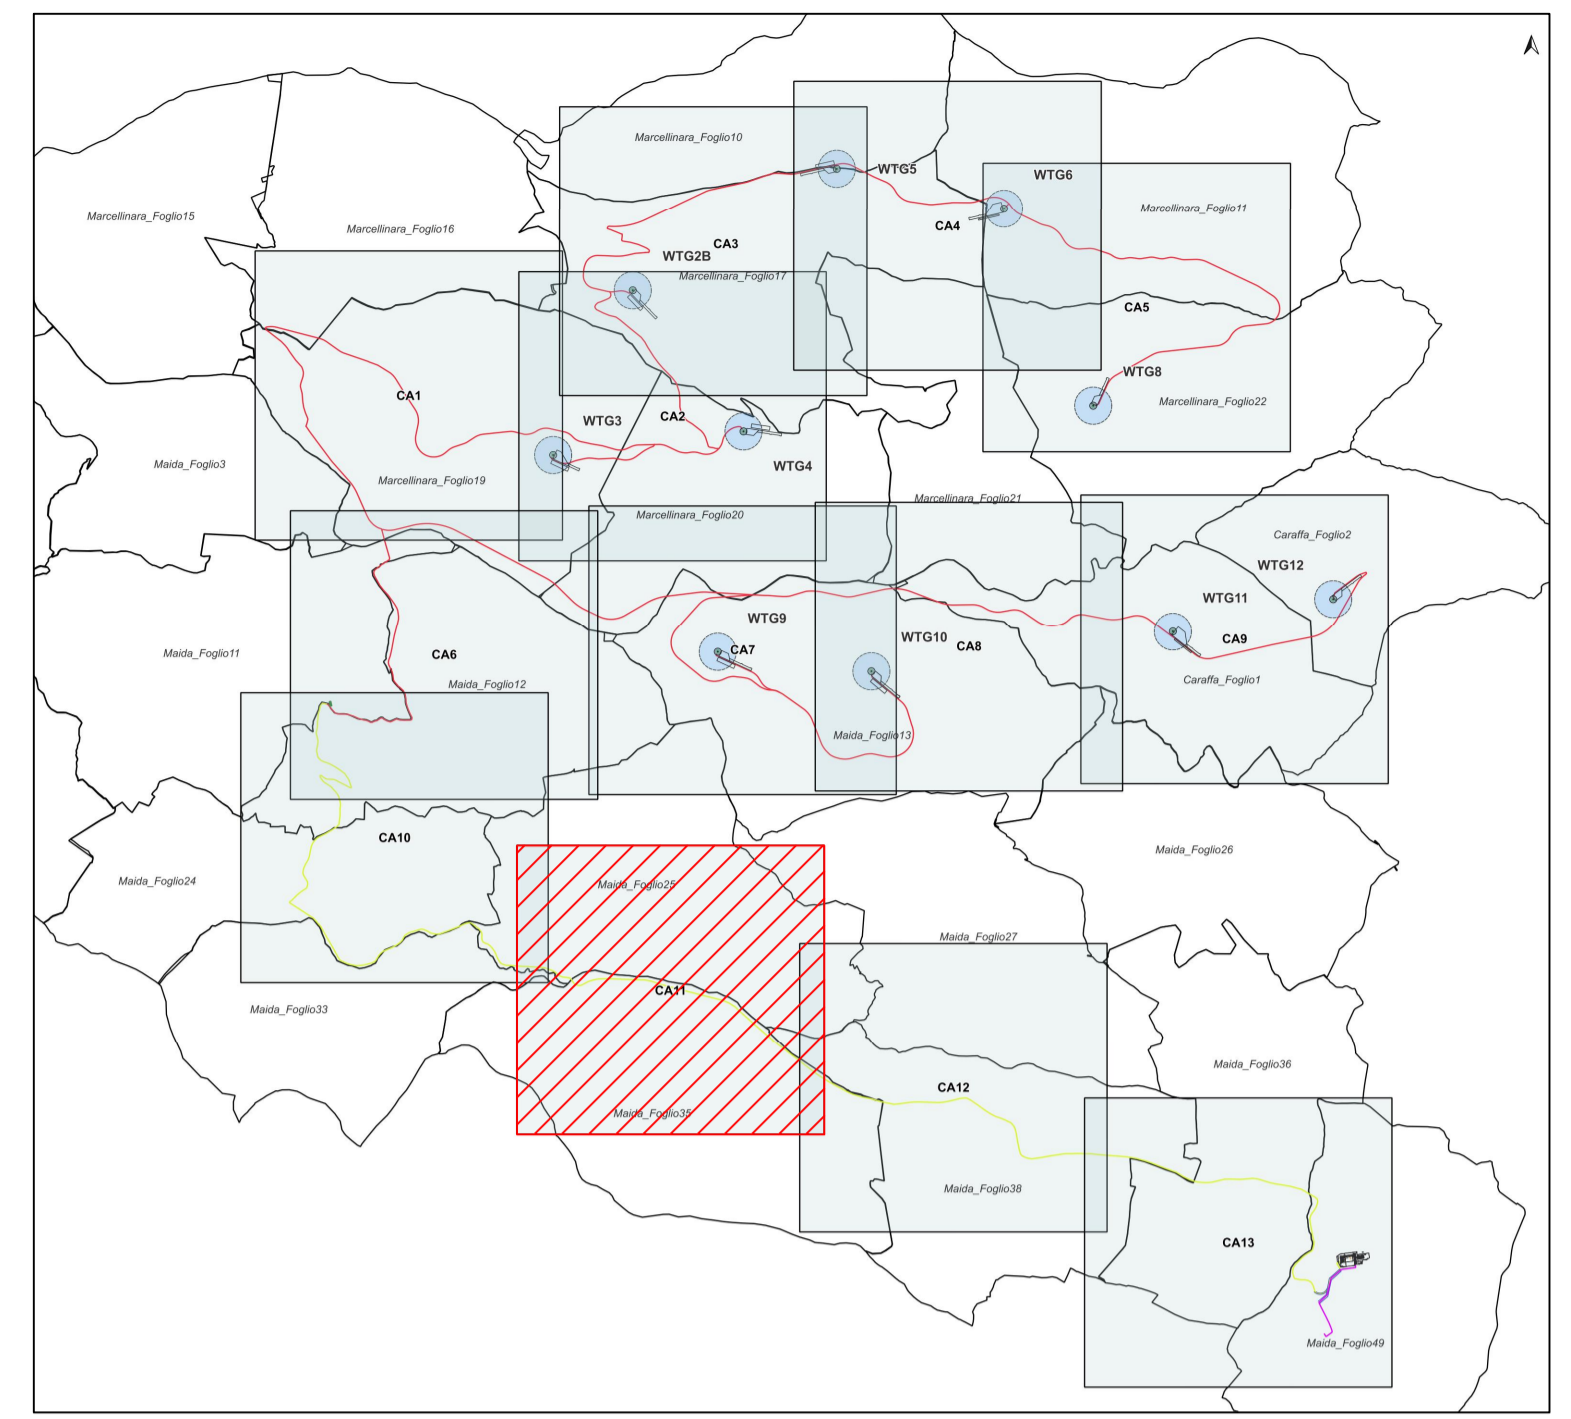 Marcellinara_Foglio10
WTG5
WTG6
Marcellinara_Foglio15
Marcellinara_Foglio11
Marcellinara_Foglio16
CA4
CA3
WTG2B
Marcellinara_Foglio17
CA5
WTG8
CA1
Marcellinara_Foglio22
WTG3
CA2
Maida_Foglio3
WTG4
Marcellinara_Foglio19
Marcellinara_Foglio21
Marcellinara_Foglio20
Caraffa_Foglio2
WTG12
WTG11
WTG9
WTG10
CA9
CA8
CA7
Maida_Foglio11
CA6
Caraffa_Foglio1
Maida_Foglio12
Maida_Foglio13
CA10
Maida_Foglio26
Maida_Foglio24
Maida_Foglio25
Maida_Foglio27
CA11
Maida_Foglio33
Maida_Foglio36
CA12
Maida_Foglio35
Maida_Foglio38
CA13
Maida_Foglio49